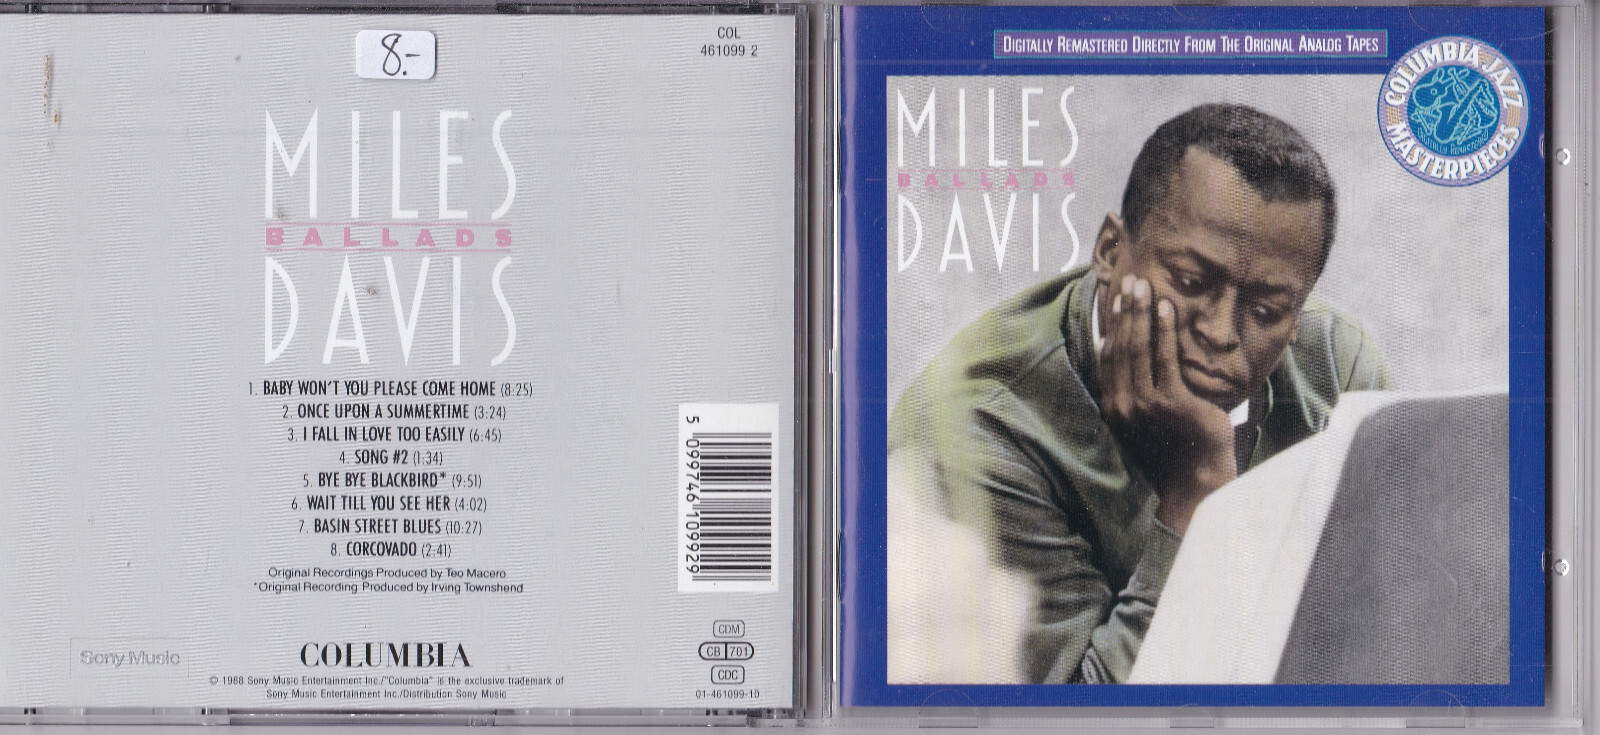 COL
461099 2
8.-
MILES
BALLADS
DAVIS
1. BABY WON'T YOU PLEASE COME HOME (8:25)
2. ONCE UPON A SUMMERTIME (3:24)
3. I FALL IN LOVE TOO EASILY (6:45)
4. SONG #2 (1:34)
5. BYE BYE BLACKBIRD* (9:51)
6. WAIT TILL YOU SEE HER (4:02)
7. BASIN STREET BLUES (10:27)
8. CORCOVADO (2:41)
Original Recordings Produced by Teo Macero
*Original Recording Produced by Irving Townshend
5 099746 109929
Sony Music
COLUMBIA
© 1988 Sony Music Entertainment Inc./"Columbia" is the exclusive trademark of
Sony Music Entertainment Inc./Distribution Sony Music
CDM
CB 701
CDC
01-461099-10
DIGITALLY REMASTERED DIRECTLY FROM THE ORIGINAL ANALOG TAPES
COLUMBIA JAZZ
MASTERPIECES
DIGITALLY REMASTERED
MILES
BALLADS
DAVIS